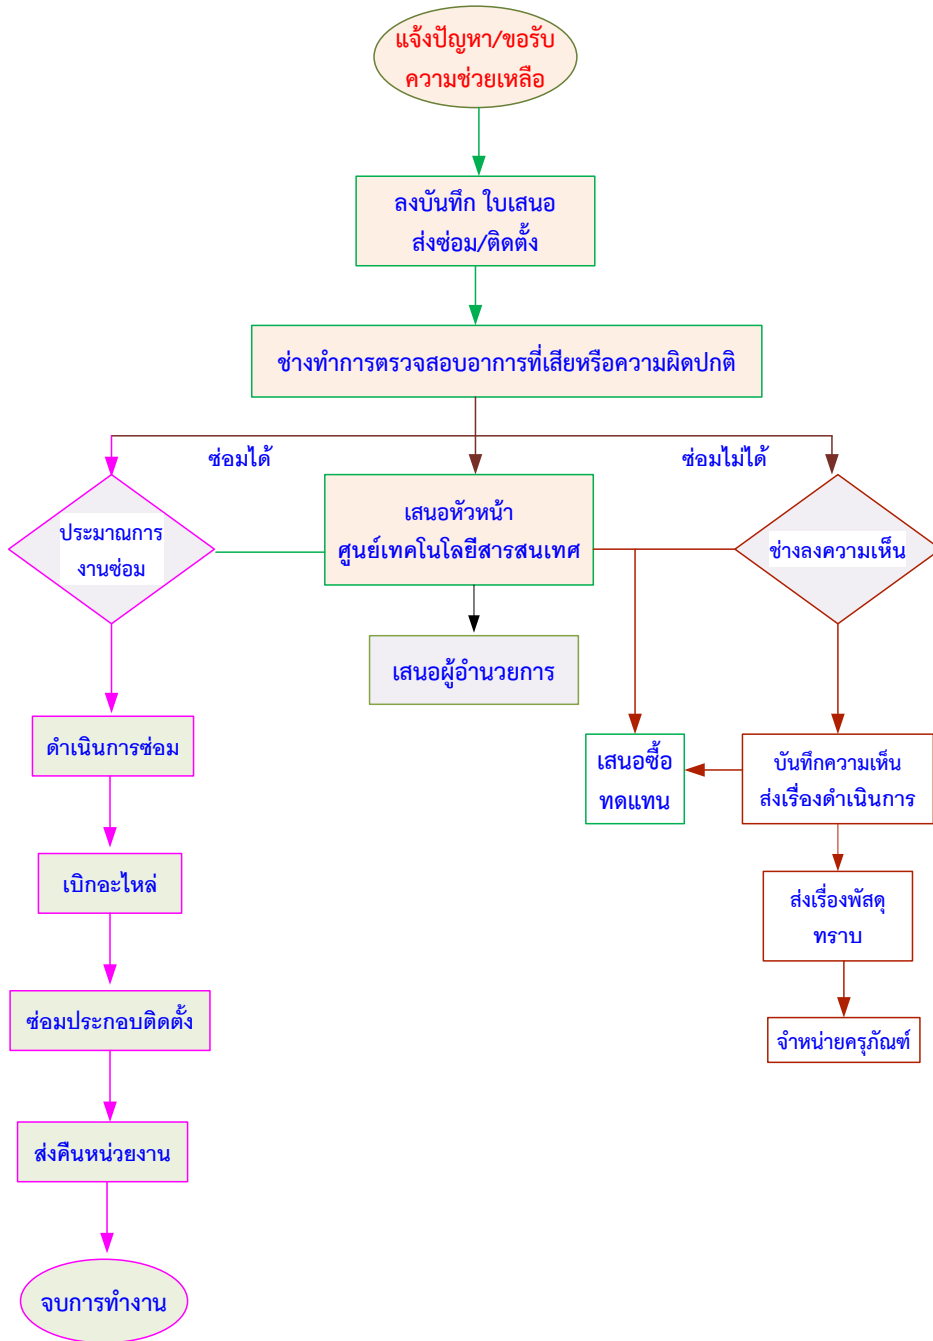 แจ้งปัญหา/ขอรับ
ความช่วยเหลือ
ลงบันทึก ใบเสนอ
ส่งซ่อม/ติดตั้ง
ช่างทำการตรวจสอบอาการที่เสียหรือความผิดปกติ
ซ่อมได้
ซ่อมไม่ได้
ประมาณการ
งานซ่อม
เสนอหัวหน้า
ศูนย์เทคโนโลยีสารสนเทศ
ช่างลงความเห็น
เสนอผู้อำนวยการ
ดำเนินการซ่อม
เสนอซื้อ
ทดแทน
บันทึกความเห็น
ส่งเรื่องดำเนินการ
เบิกอะไหล่
ส่งเรื่องพัสดุ
ทราบ
ซ่อมประกอบติดตั้ง
จำหน่ายครุภัณฑ์
ส่งคืนหน่วยงาน
จบการทำงาน